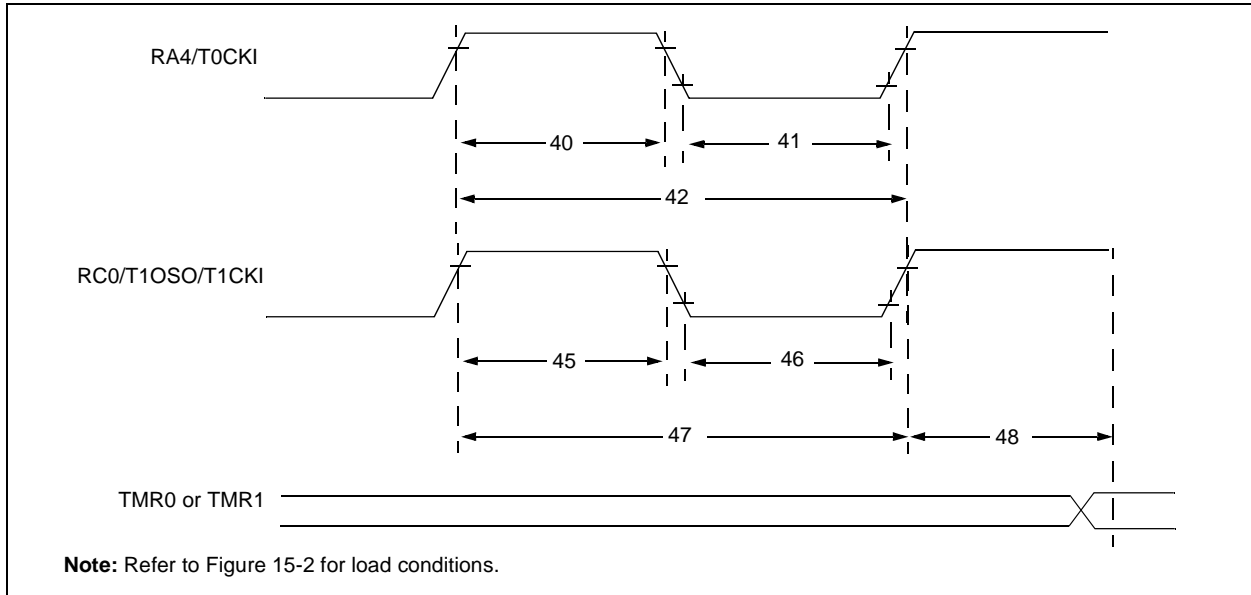 RA4/T0CKI
40
41
42
RC0/T1OSO/T1CKI
45
46
47
48
TMR0 or TMR1
Note: Refer to Figure 15-2 for load conditions.